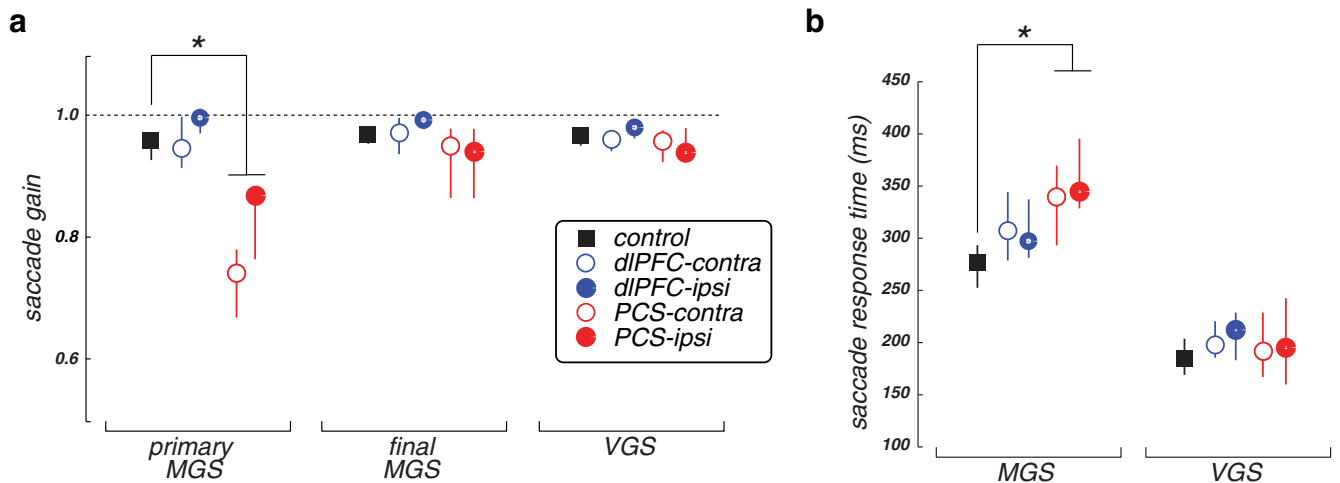 a
*
saccade gain
1.0
0.8
0.6
primary
MGS
final
MGS
VGS
control
dlPFC-contra
dlPFC-ipsi
PCS-contra
PCS-ipsi
b
*
saccade response time (ms)
450
400
350
300
250
200
150
100
MGS
VGS